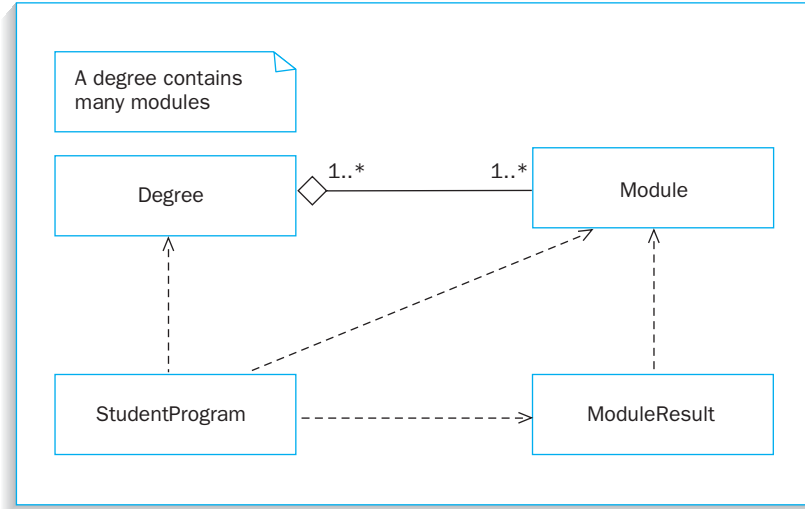 A degree contains
many modules
1..*
1..*
Degree
Module
StudentProgram
ModuleResult